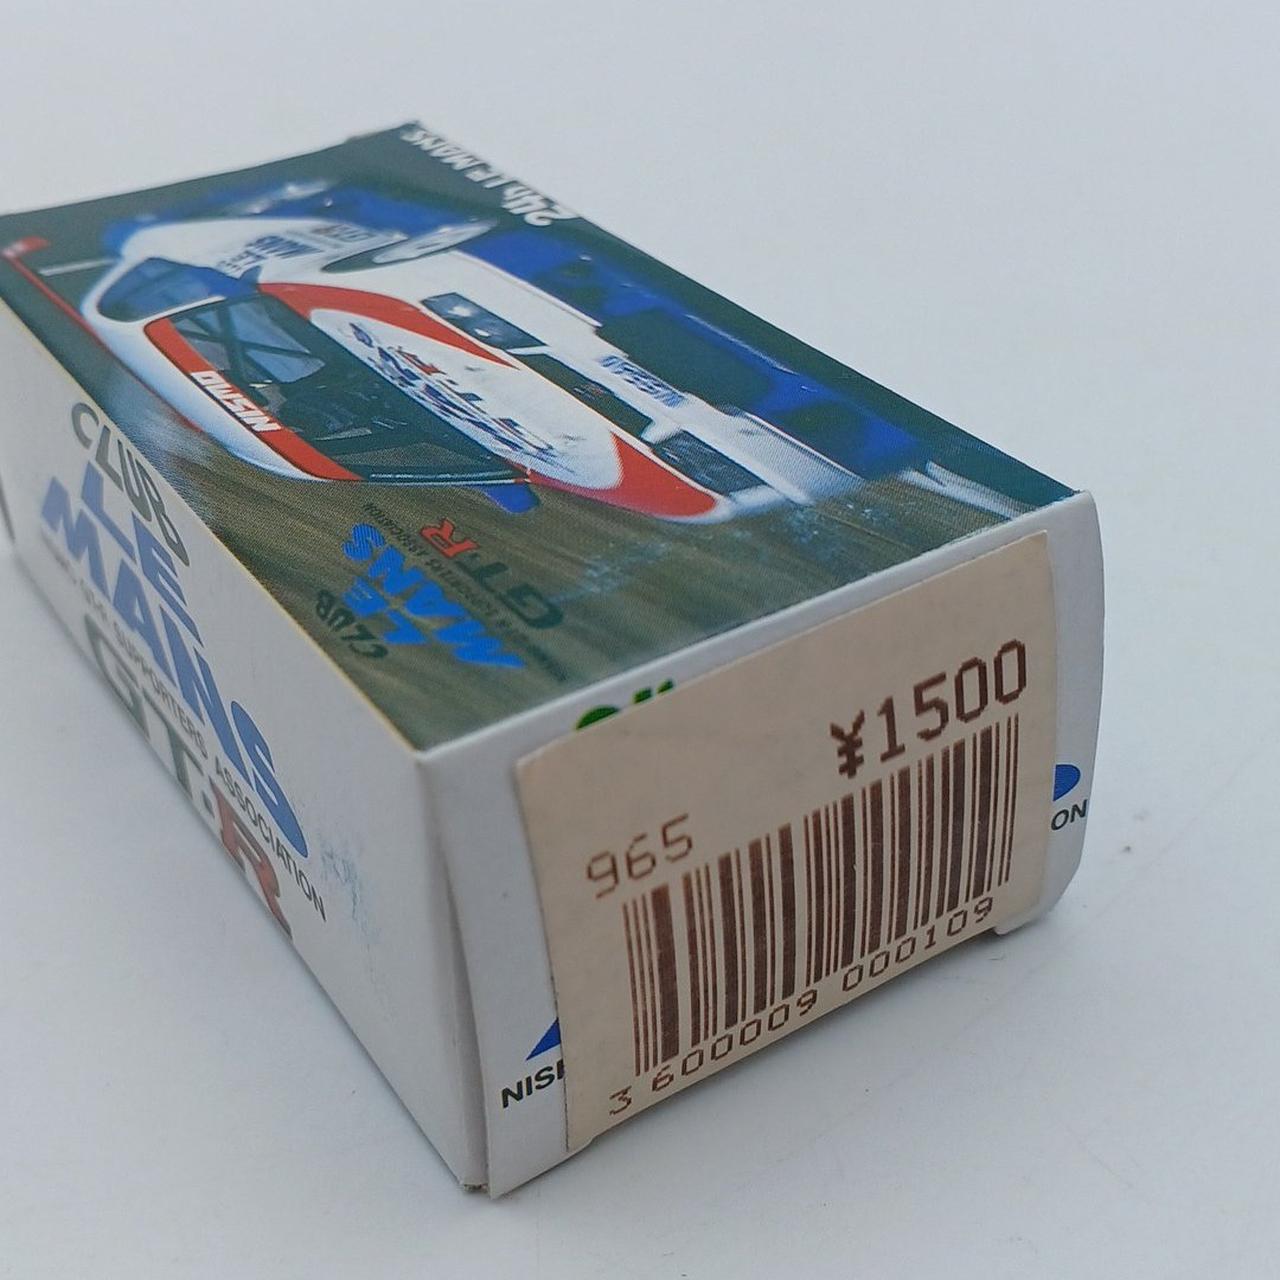 24h LE MANS
NISMO
NISSAN
CLUB
LE
MANS
GT-R
CLUB
LE
MANS
SUPPORTERS ASSOCIATION
GT-R
¥1500
965
3 600009 000109
ON